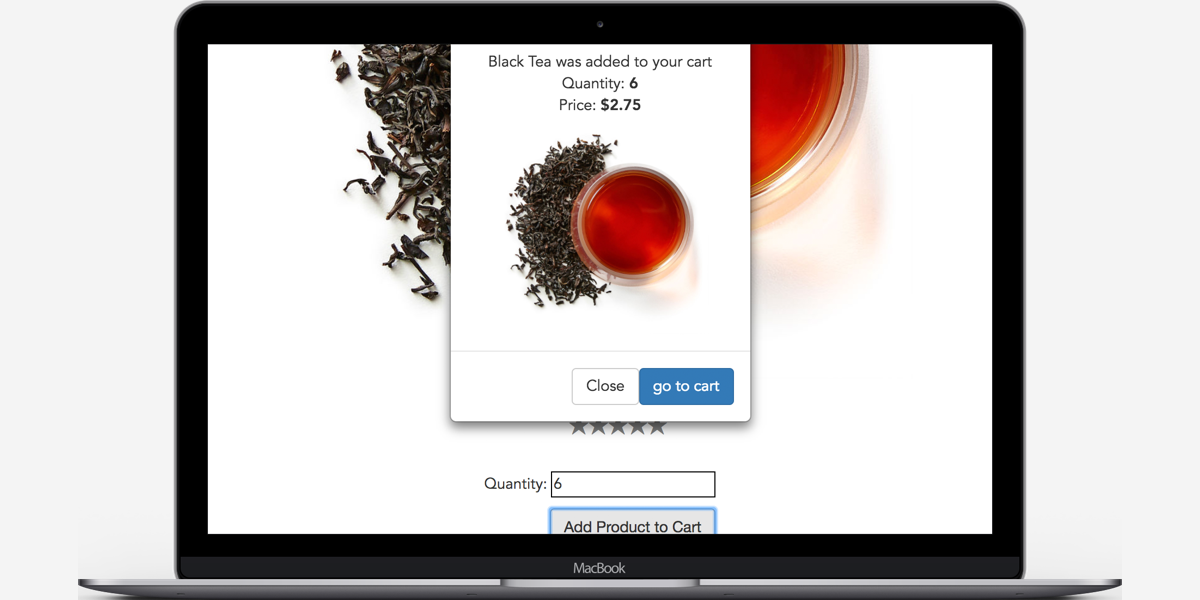 Black Tea was added to your cart
Quantity: 6
Price: $2.75
Close
go to cart
Quantity: 6
Add Product to Cart
MacBook